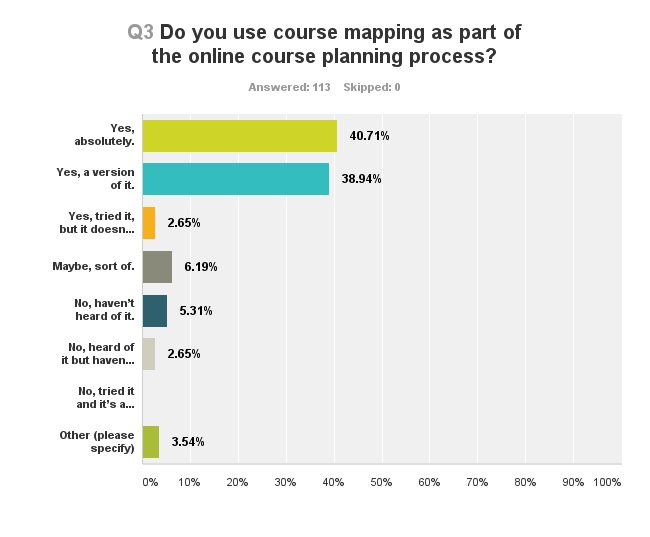 Q3 Do you use course mapping as part of
the online course planning process?
Answered: 113 Skipped: 0
Yes,
absolutely.
40.71%
Yes, a version
of it.
38.94%
Yes, tried it,
but it doesn...
2.65%
Maybe, sort of.
6.19%
No, haven't
heard of it.
5.31%
No, heard of
it but haven...
2.65%
No, tried it
and it's a...
Other (please
specify)
3.54%
0% 10% 20% 30% 40% 50% 60% 70% 80% 90% 100%